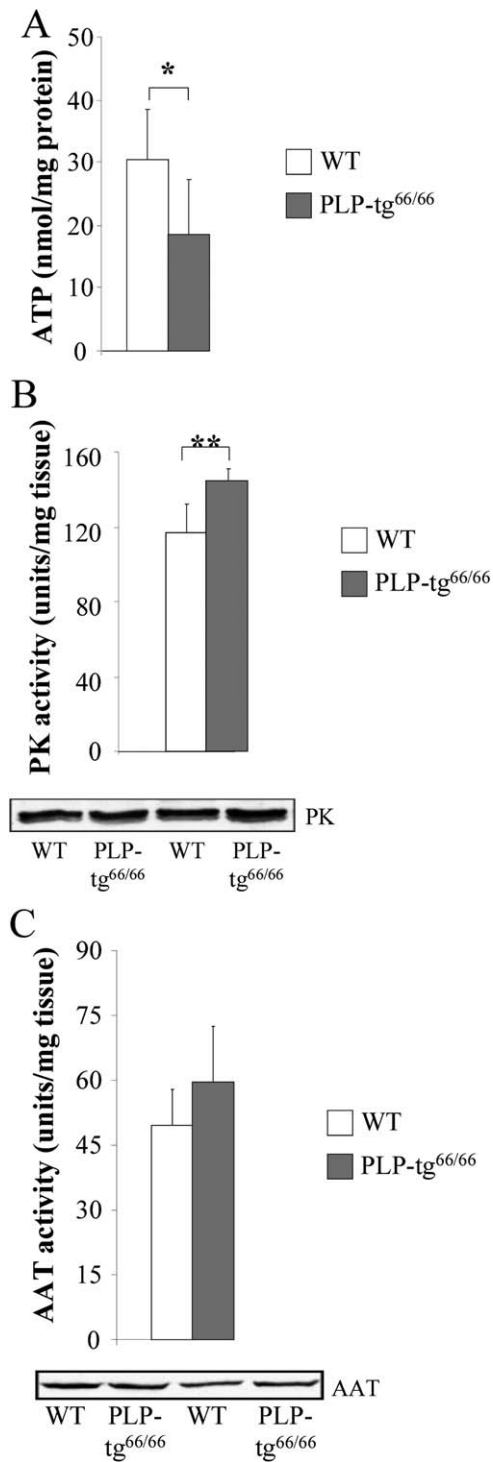 A
ATP (nmol/mg protein)
50
40
30
20
10
0
*
WT
PLP-tg66/66
B
PK activity (units/mg tissue)
160
120
80
40
0
**
WT
PLP-tg66/66
PK
WT PLP- WT PLP-
tg66/66 tg66/66
C
AAT activity (units/mg tissue)
90
75
60
45
30
15
0
WT
PLP-tg66/66
AAT
WT PLP- WT PLP-
tg66/66 tg66/66